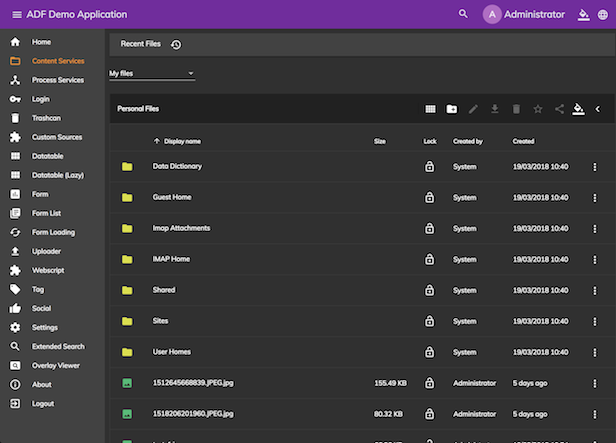 ADF Demo Application
A Administrator
Home
Content Services
Process Services
Login
Trashcan
Custom Sources
Datatable
Datatable (Lazy)
Form
Form List
Form Loading
Uploader
Webscript
Tag
Social
Settings
Extended Search
Overlay Viewer
About
Logout
Recent Files
My files
Personal Files
Display name Size Lock Created by Created
Data Dictionary System 19/03/2018 10:40
Guest Home System 19/03/2018 10:40
Imap Attachments System 19/03/2018 10:40
IMAP Home System 19/03/2018 10:40
Shared System 19/03/2018 10:40
Sites System 19/03/2018 10:40
User Homes System 19/03/2018 10:40
1512645668839.JPEG.jpg 155.49 KB Administrator 5 days ago
1518206201960.JPEG.jpg 80.32 KB Administrator 5 days ago